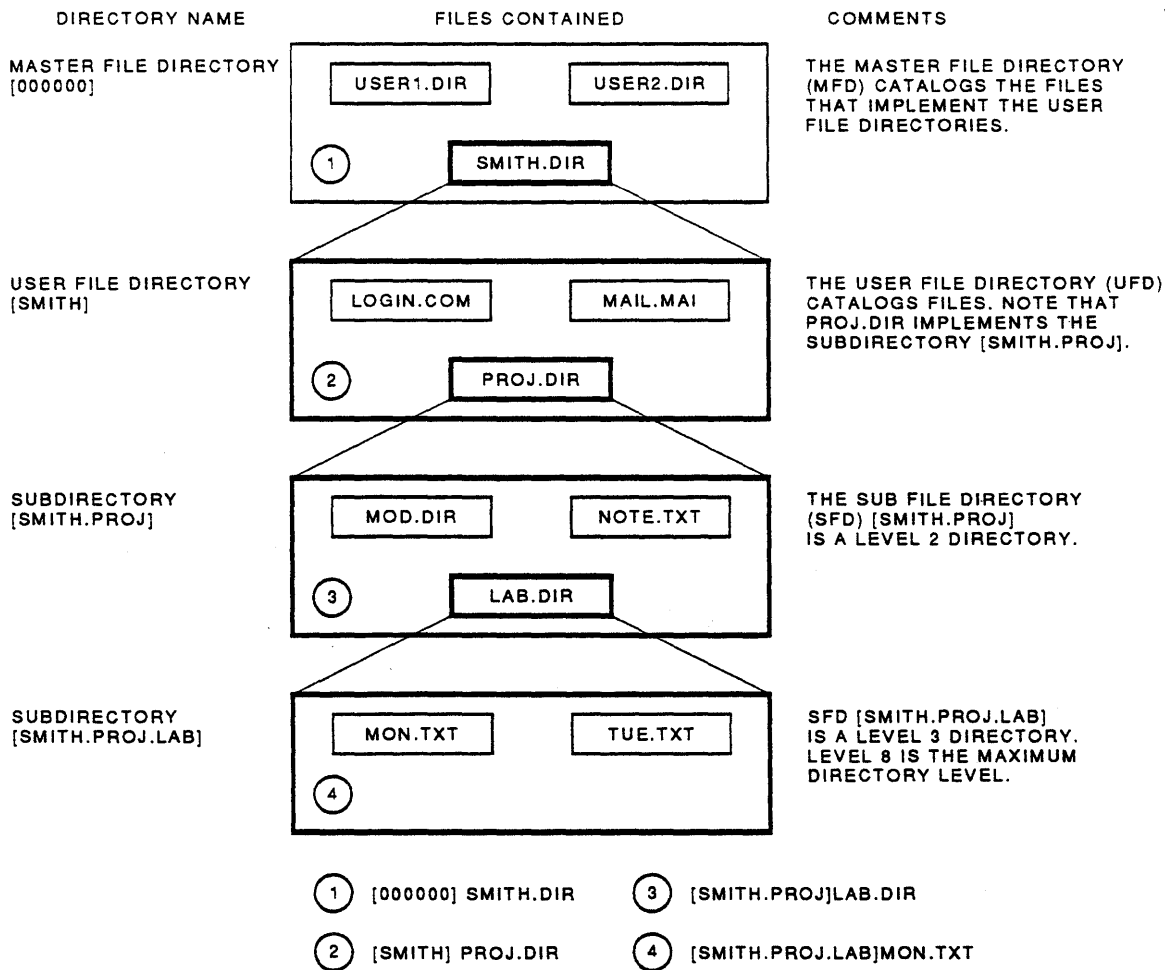 DIRECTORY NAME
FILES CONTAINED
COMMENTS
MASTER FILE DIRECTORY
[000000]
USER1.DIR
USER2.DIR
1
SMITH.DIR
THE MASTER FILE DIRECTORY
(MFD) CATALOGS THE FILES
THAT IMPLEMENT THE USER
FILE DIRECTORIES.
USER FILE DIRECTORY
[SMITH]
LOGIN.COM
MAIL.MAI
2
PROJ.DIR
THE USER FILE DIRECTORY (UFD)
CATALOGS FILES. NOTE THAT
PROJ.DIR IMPLEMENTS THE
SUBDIRECTORY [SMITH.PROJ].
SUBDIRECTORY
[SMITH.PROJ]
MOD.DIR
NOTE.TXT
3
LAB.DIR
THE SUB FILE DIRECTORY
(SFD) [SMITH.PROJ]
IS A LEVEL 2 DIRECTORY.
SUBDIRECTORY
[SMITH.PROJ.LAB]
MON.TXT
TUE.TXT
4
SFD [SMITH.PROJ.LAB]
IS A LEVEL 3 DIRECTORY.
LEVEL 8 IS THE MAXIMUM
DIRECTORY LEVEL.
1 [000000] SMITH.DIR
3 [SMITH.PROJ]LAB.DIR
2 [SMITH] PROJ.DIR
4 [SMITH.PROJ.LAB]MON.TXT